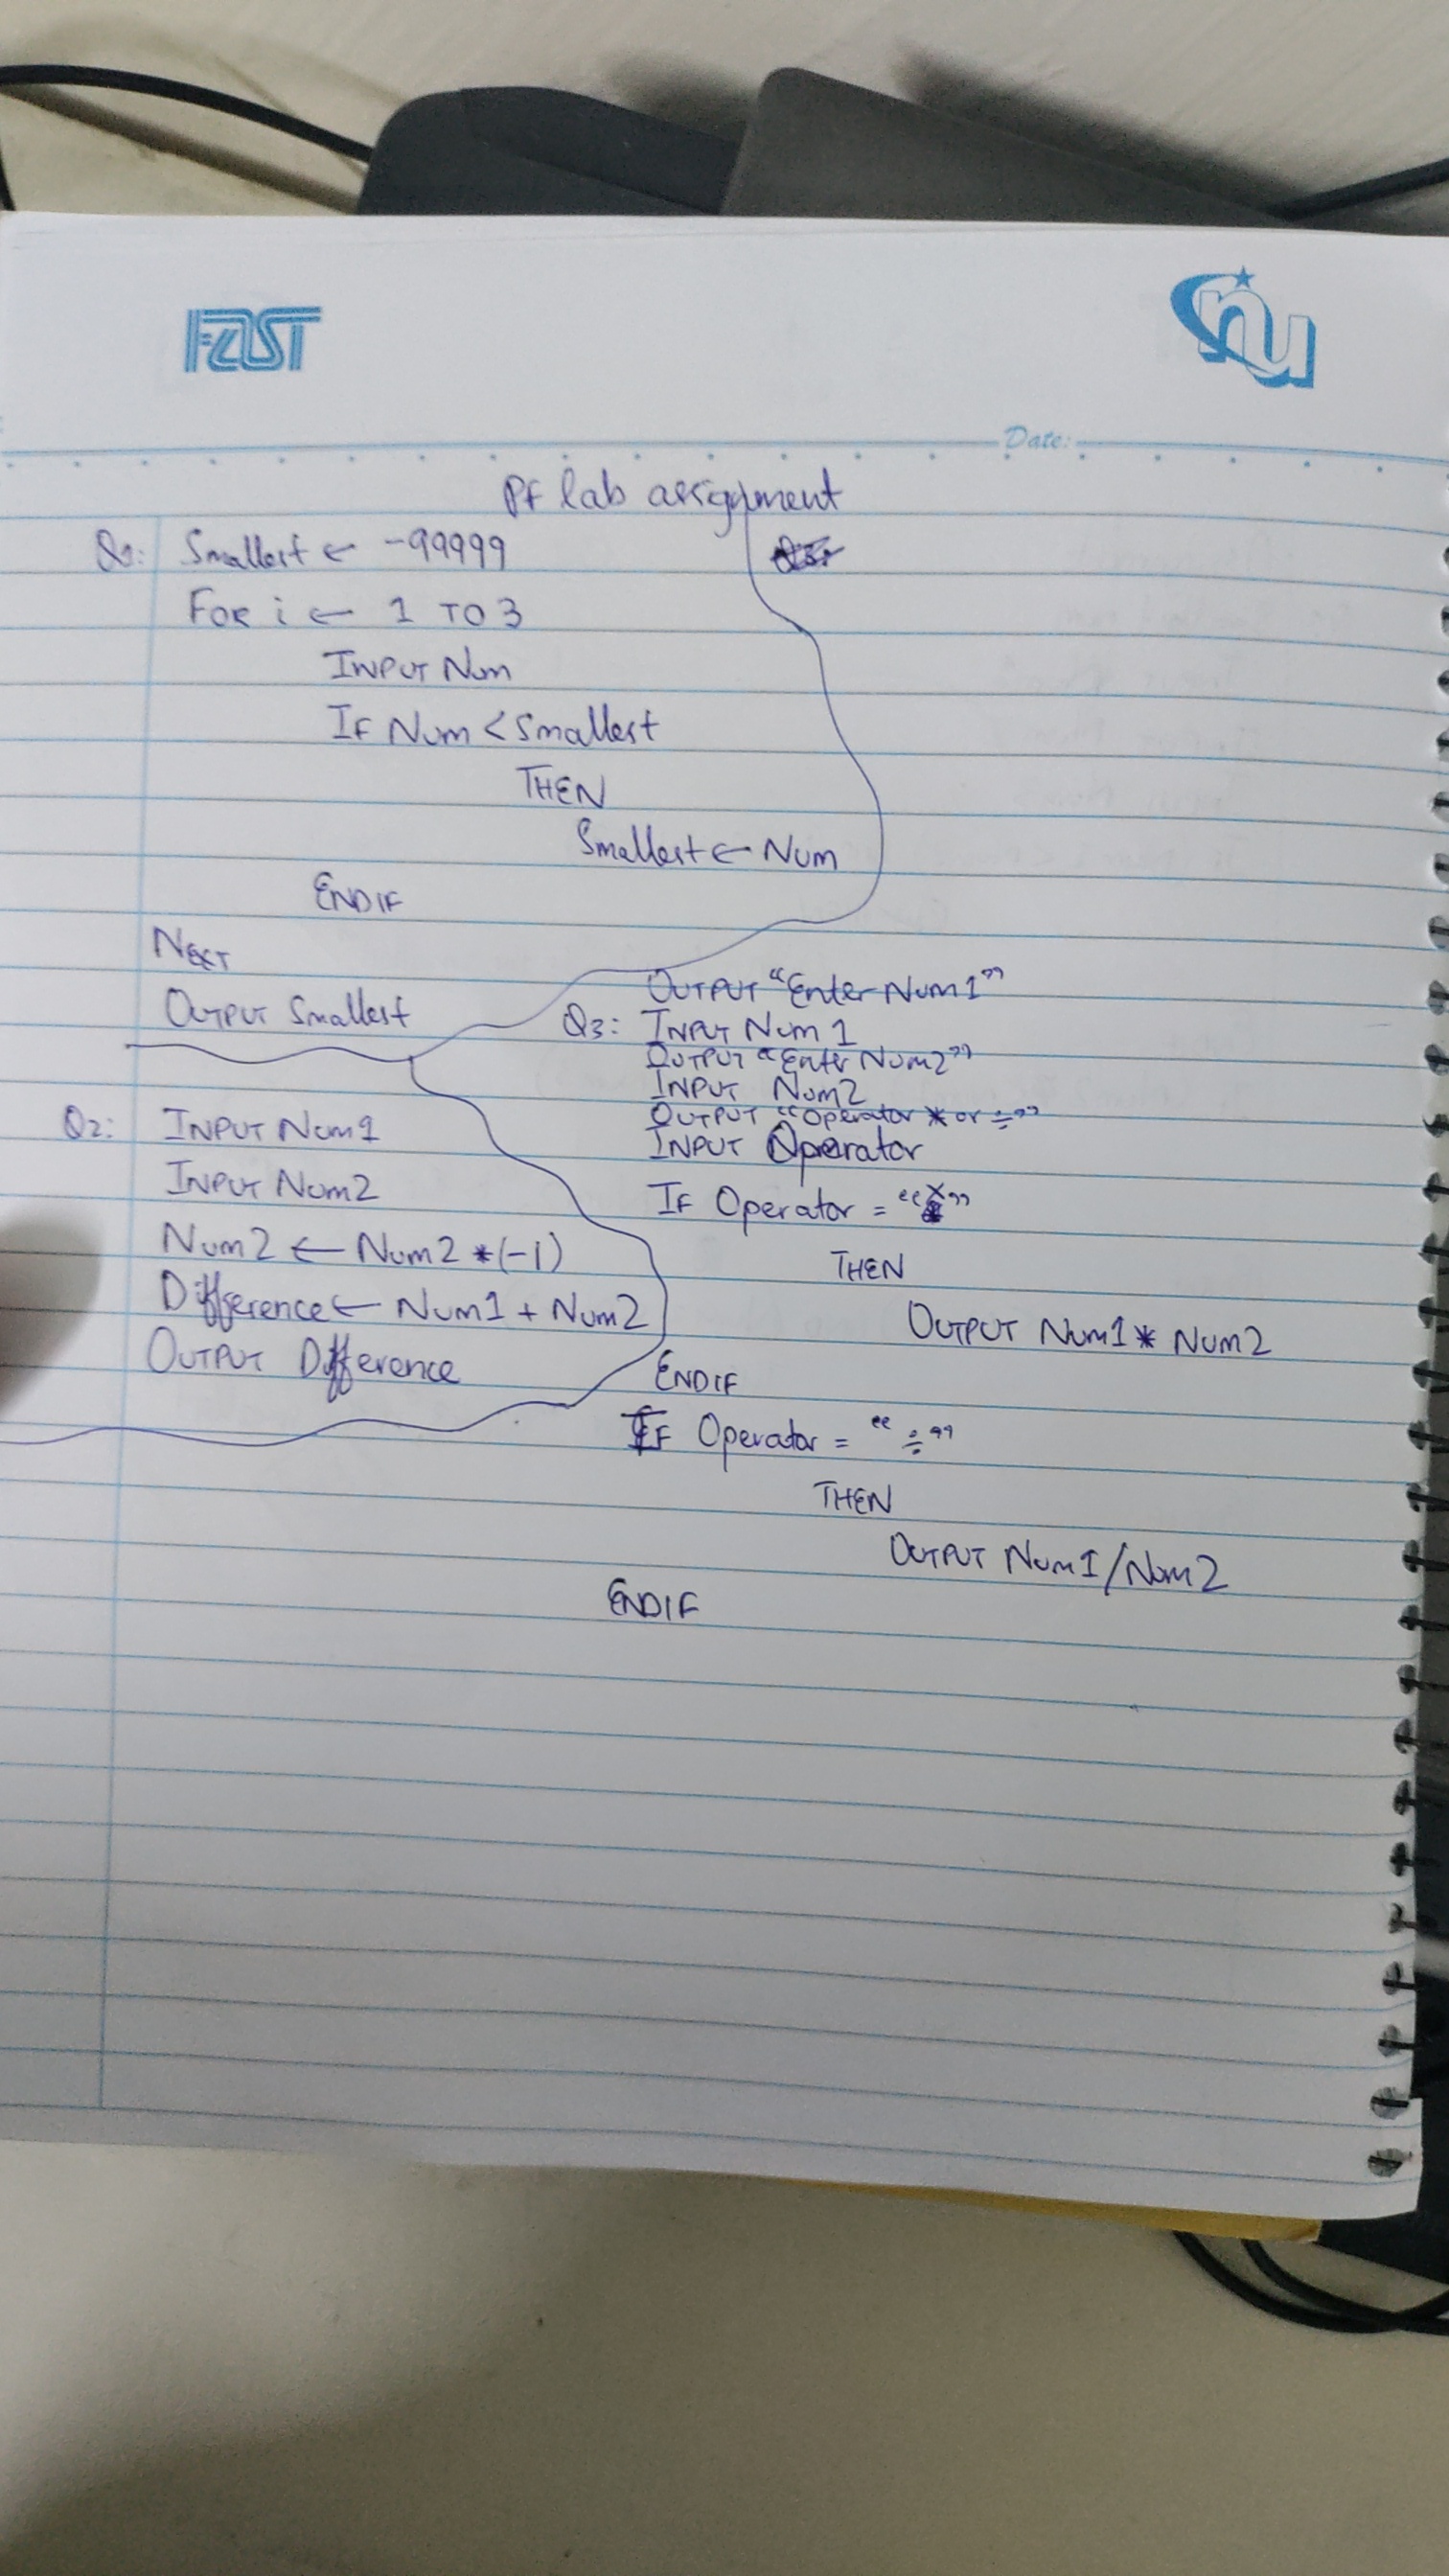 FAST
nu
Date:
PF lab assignment
Q1: Smallest ← -99999
FOR i ← 1 TO 3
INPUT Num
IF Num < Smallest
THEN
Smallest ← Num
ENDIF
NEXT
OUTPUT Smallest
Q2: INPUT Num1
INPUT Num2
Num2 ← Num2 * (-1)
Difference ← Num1 + Num2
OUTPUT Difference
OUTPUT “Enter Num1”
Q3: INPUT Num1
OUTPUT “Enter Num2”
INPUT Num2
OUTPUT “Operator * or ÷”
INPUT Operator
IF Operator = “×”
THEN
OUTPUT Num1 * Num2
ENDIF
IF Operator = “÷”
THEN
OUTPUT Num1/Num2
ENDIF